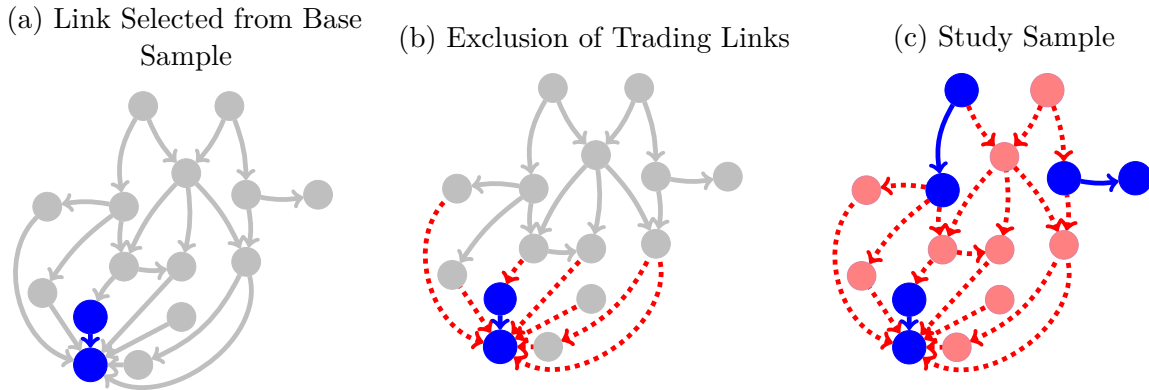 (a) Link Selected from Base
Sample
(b) Exclusion of Trading Links
(c) Study Sample